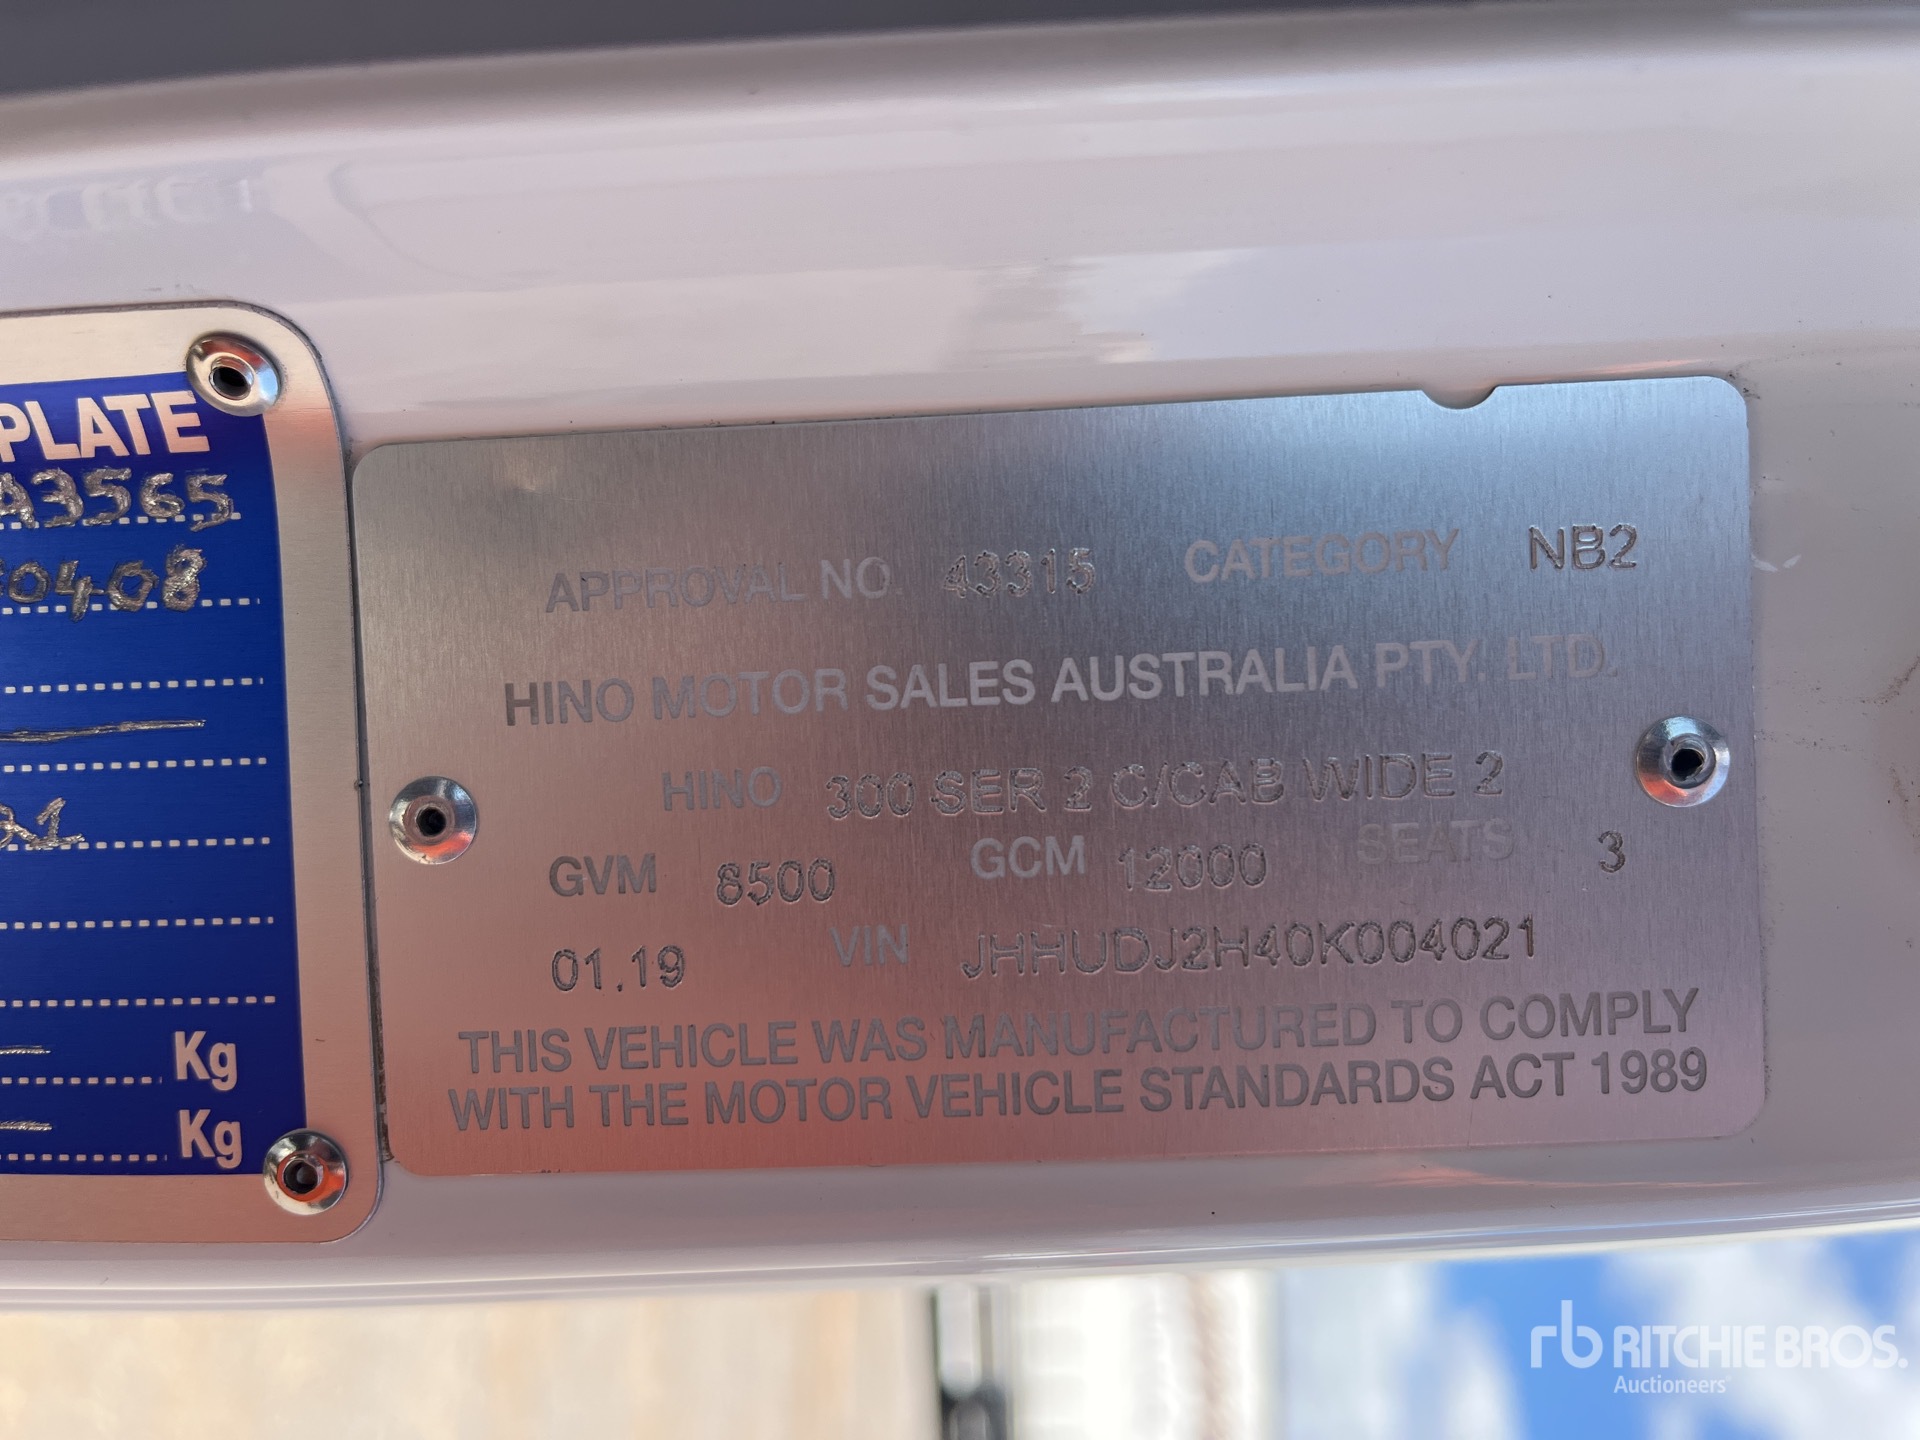 PLATE
A3565
0408
21
Kg
Kg
APPROVAL NO. 43315 CATEGORY NB2
HINO MOTOR SALES AUSTRALIA PTY. LTD.
HINO 300 SER 2 C/CAB WIDE 2
GVM 8500 GCM 12000 SEATS 3
01.19 VIN JHHUDJ2H40K004021
THIS VEHICLE WAS MANUFACTURED TO COMPLY
WITH THE MOTOR VEHICLE STANDARDS ACT 1989
rb RITCHIE BROS.
Auctioneers